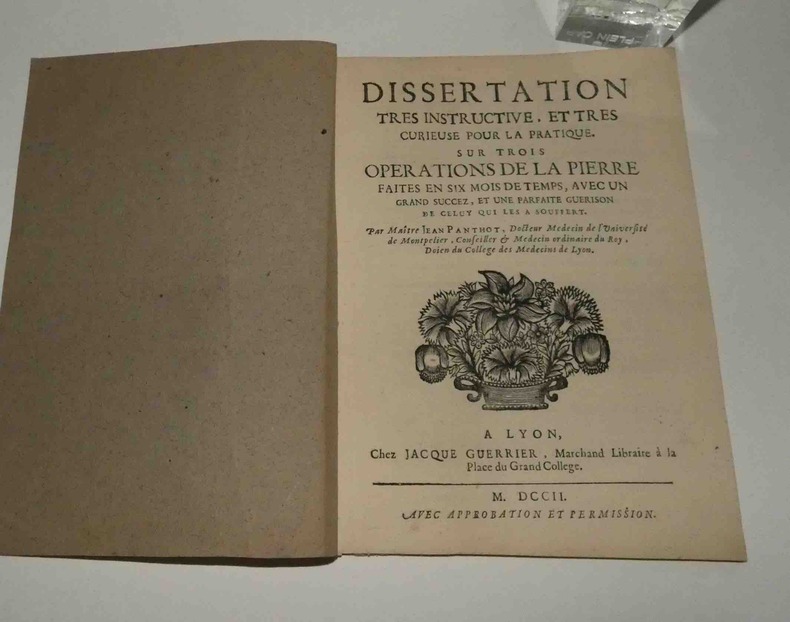 PLEIN CAR
DISSERTATION
TRES INSTRUCTIVE, ET TRES
CURIEUSE POUR LA PRATIQUE.
SUR TROIS
OPERATIONS DE LA PIERRE
FAITES EN SIX MOIS DE TEMPS, AVEC UN
GRAND SUCCEZ, ET UNE PARFAITE GUERISON
DE CELUY QUI LES A SOUFFERT.
Par Maître JEAN PANTHOT, Docteur Medecin de l'Université
de Montpelier, Conseiller & Medecin ordinaire du Roy,
Doien du College des Medecins de Lyon.
A LYON,
Chez JACQUE GUERRIER, Marchand Libraire à la
Place du Grand College.
M. DCCII.
AVEC APPROBATION ET PERMISSION.